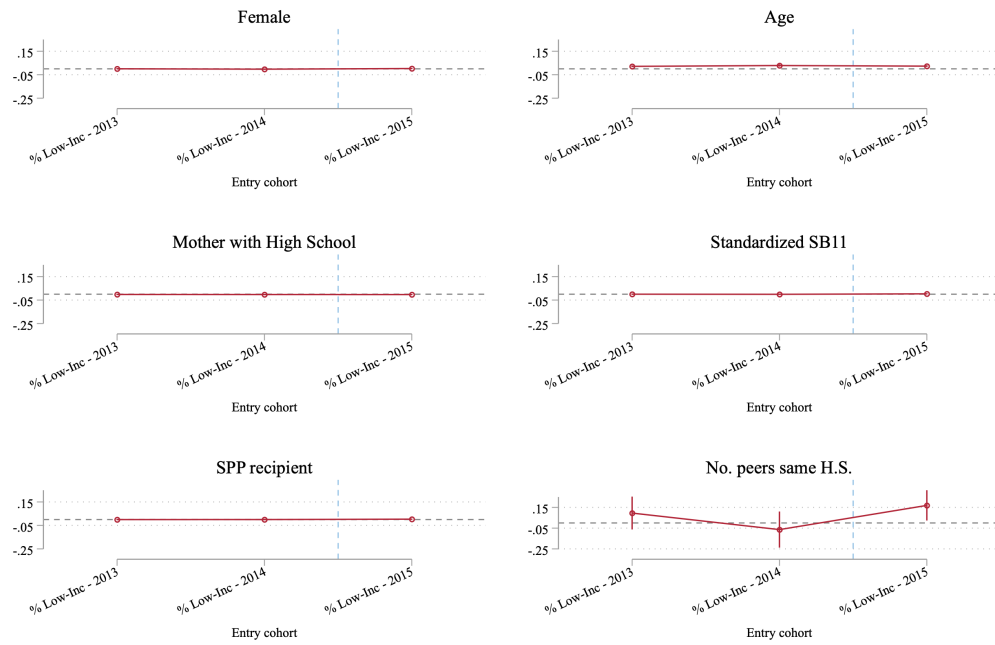 Female
.15
-.05
-.25
% Low-Inc - 2013
% Low-Inc - 2014
% Low-Inc - 2015
Entry cohort
Age
.15
-.05
-.25
% Low-Inc - 2013
% Low-Inc - 2014
% Low-Inc - 2015
Entry cohort
Mother with High School
.15
-.05
-.25
% Low-Inc - 2013
% Low-Inc - 2014
% Low-Inc - 2015
Entry cohort
Standardized SB11
.15
-.05
-.25
% Low-Inc - 2013
% Low-Inc - 2014
% Low-Inc - 2015
Entry cohort
SPP recipient
.15
-.05
-.25
% Low-Inc - 2013
% Low-Inc - 2014
% Low-Inc - 2015
Entry cohort
No. peers same H.S.
.15
-.05
-.25
% Low-Inc - 2013
% Low-Inc - 2014
% Low-Inc - 2015
Entry cohort